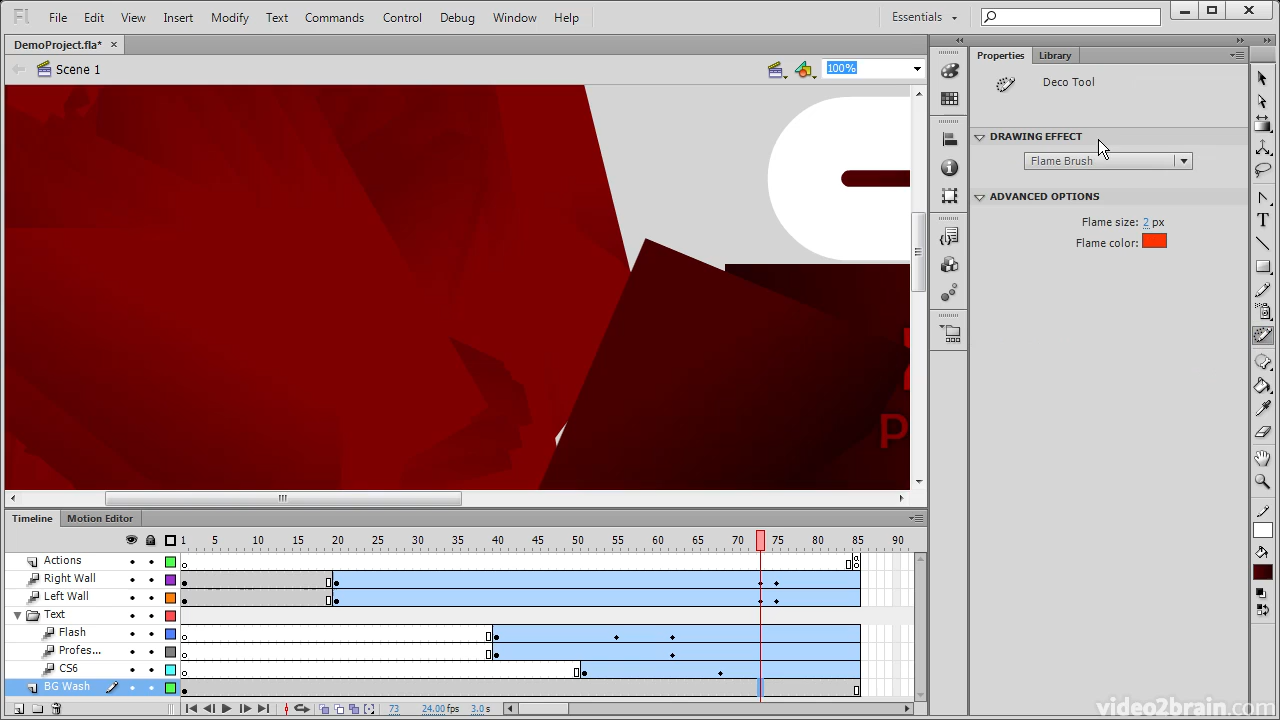 Fl File Edit View Insert Modify Text Commands Control Debug Window Help Essentials
DemoProject.fla*
Scene 1
100%
Properties Library
Deco Tool
DRAWING EFFECT
Flame Brush
ADVANCED OPTIONS
Flame size: 2 px
Flame color:
P
Timeline Motion Editor
1 5 10 15 20 25 30 35 40 45 50 55 60 65 70 75 80 85 90
Actions
Right Wall
Left Wall
Text
Flash
Profes...
CS6
BG Wash
73 24.00 fps 3.0 s
video2brain.com